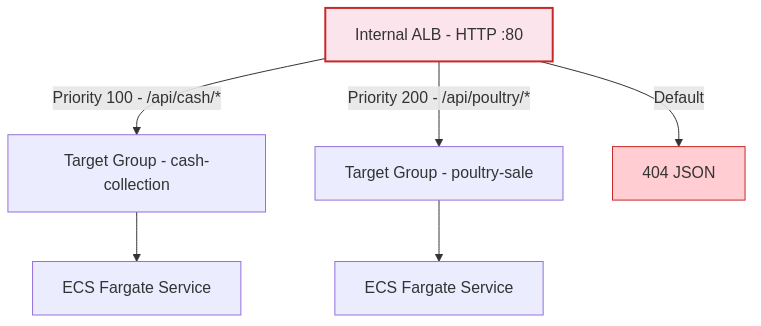 Internal ALB - HTTP :80
Priority 100 - /api/cash/*
Priority 200 - /api/poultry/*
Default
Target Group - cash-
collection
Target Group - poultry-sale
404 JSON
ECS Fargate Service
ECS Fargate Service